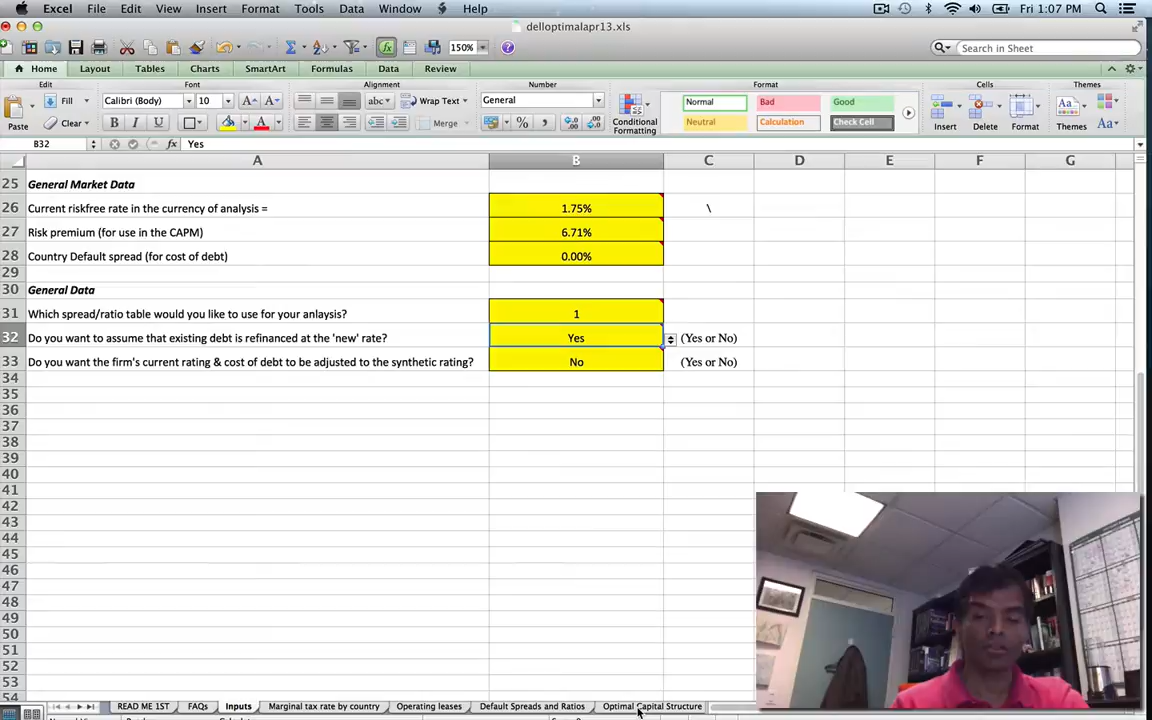 Excel File Edit View Insert Format Tools Data Window Help Fri 1:07 PM
delloptimalapr13.xls
150% Search in Sheet
Home Layout Tables Charts SmartArt Formulas Data Review
Edit Font Alignment Number Format Cells Themes
Paste Fill Calibri (Body) 10 abc Wrap Text General Conditional Formatting Normal Bad Good Insert Delete Format Themes
Clear B I U A Merge % Neutral Calculation Check Cell Aa
B32 fx Yes
A B C D E F G
25 General Market Data
26 Current riskfree rate in the currency of analysis = 1.75% \
27 Risk premium (for use in the CAPM) 6.71%
28 Country Default spread (for cost of debt) 0.00%
29
30 General Data
31 Which spread/ratio table would you like to use for your anlaysis? 1
32 Do you want to assume that existing debt is refinanced at the 'new' rate? Yes (Yes or No)
33 Do you want the firm's current rating & cost of debt to be adjusted to the synthetic rating? No (Yes or No)
34
35
36
37
38
39
40
41
42
43
44
45
46
47
48
49
50
51
52
53
54
READ ME 1ST FAQs Inputs Marginal tax rate by country Operating leases Default Spreads and Ratios Optimal Capital Structure